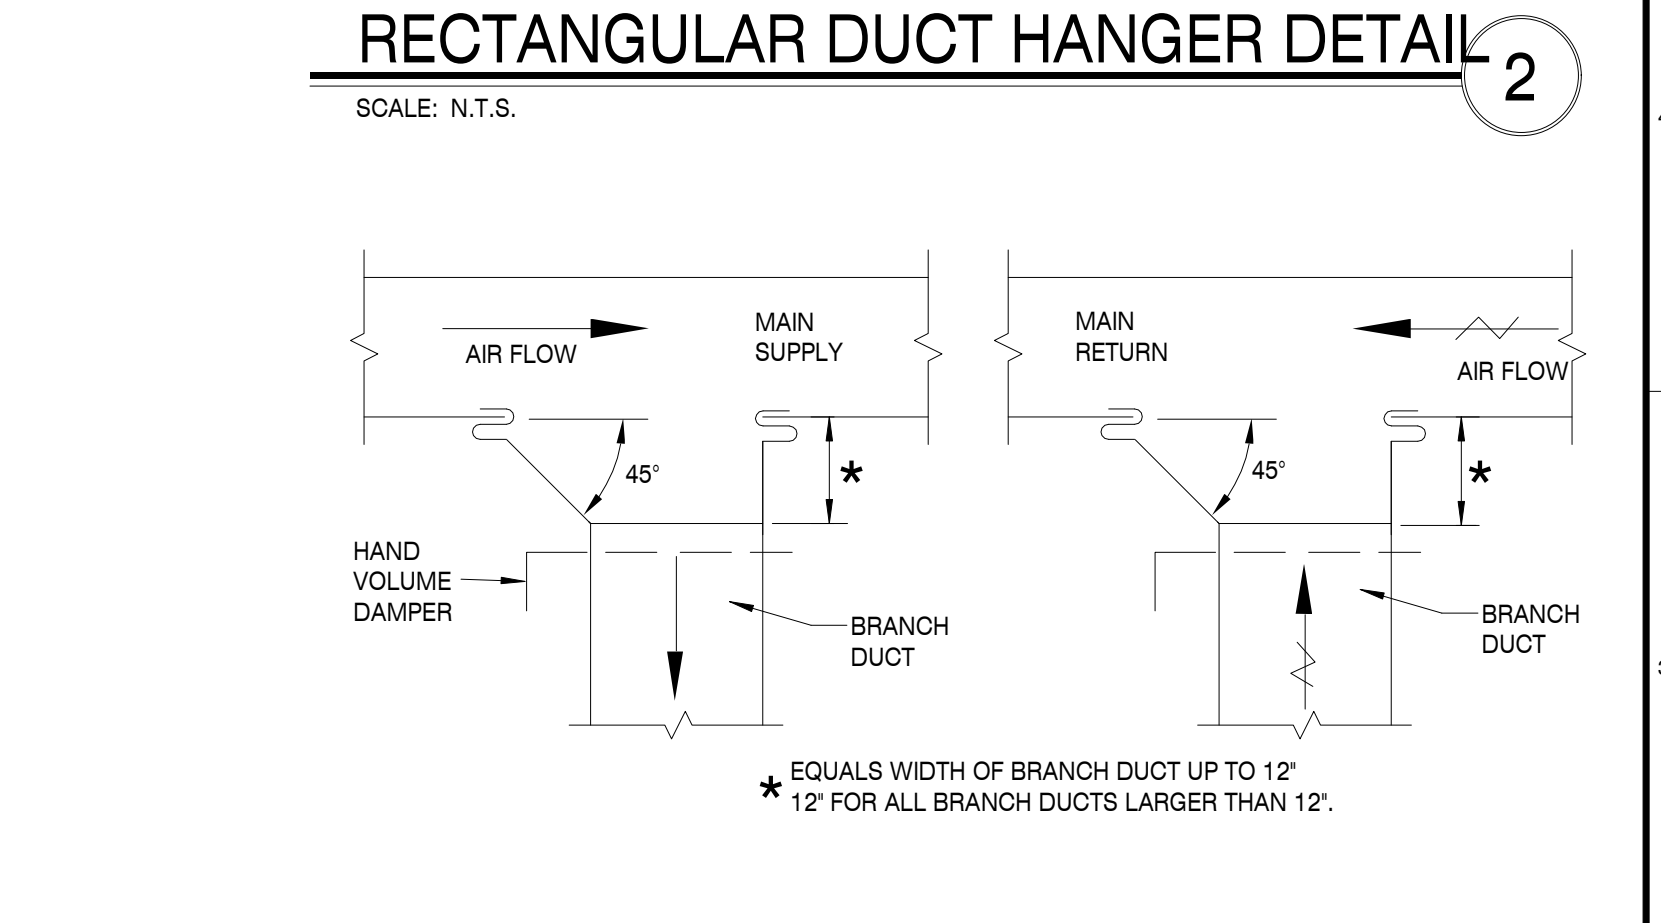 RECTANGULAR DUCT HANGER DETAIL
2
SCALE: N.T.S.
AIR FLOW
MAIN
SUPPLY
MAIN
RETURN
AIR FLOW
45°
*
45°
*
HAND
VOLUME
DAMPER
BRANCH
DUCT
BRANCH
DUCT
* EQUALS WIDTH OF BRANCH DUCT UP TO 12"
12" FOR ALL BRANCH DUCTS LARGER THAN 12".